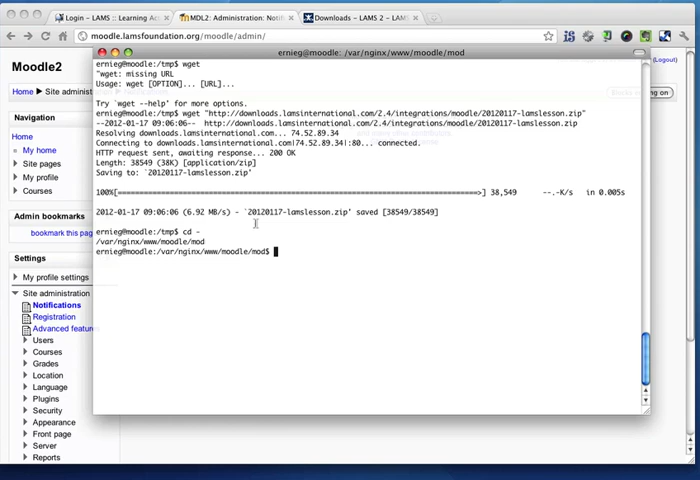 Login – LAMS :: Learning Ac
MDL2: Administration: Notif
Downloads – LAMS 2 – LAM
moodle.lamsfoundation.org/moodle/admin/
Moodle2
(Logout)
Home ▶ Site administ
Navigation
Home
My home
Site pages
My profile
Courses
Admin bookmarks
bookmark this pag
Settings
My profile settings
Site administration
Notifications
Registration
Advanced features
Users
Courses
Grades
Location
Language
Plugins
Security
Appearance
Front page
Server
Reports
ernieg@moodle: /var/nginx/www/moodle/mod
ernieg@moodle:/tmp$ wget
"wget: missing URL
Usage: wget [OPTION]... [URL]...
Try `wget --help' for more options.
ernieg@moodle:/tmp$ wget "http://downloads.lamsinternational.com/2.4/integrations/moodle/20120117-lamslesson.zip"
--2012-01-17 09:06:06--  http://downloads.lamsinternational.com/2.4/integrations/moodle/20120117-lamslesson.zip
Resolving downloads.lamsinternational.com... 74.52.89.34
Connecting to downloads.lamsinternational.com|74.52.89.34|:80... connected.
HTTP request sent, awaiting response... 200 OK
Length: 38549 (38K) [application/zip]
Saving to: `20120117-lamslesson.zip'
100%[======================================================================>] 38,549      --.-K/s   in 0.005s
2012-01-17 09:06:06 (6.92 MB/s) - `20120117-lamslesson.zip' saved [38549/38549]
ernieg@moodle:/tmp$ cd -
/var/nginx/www/moodle/mod
ernieg@moodle:/var/nginx/www/moodle/mod$